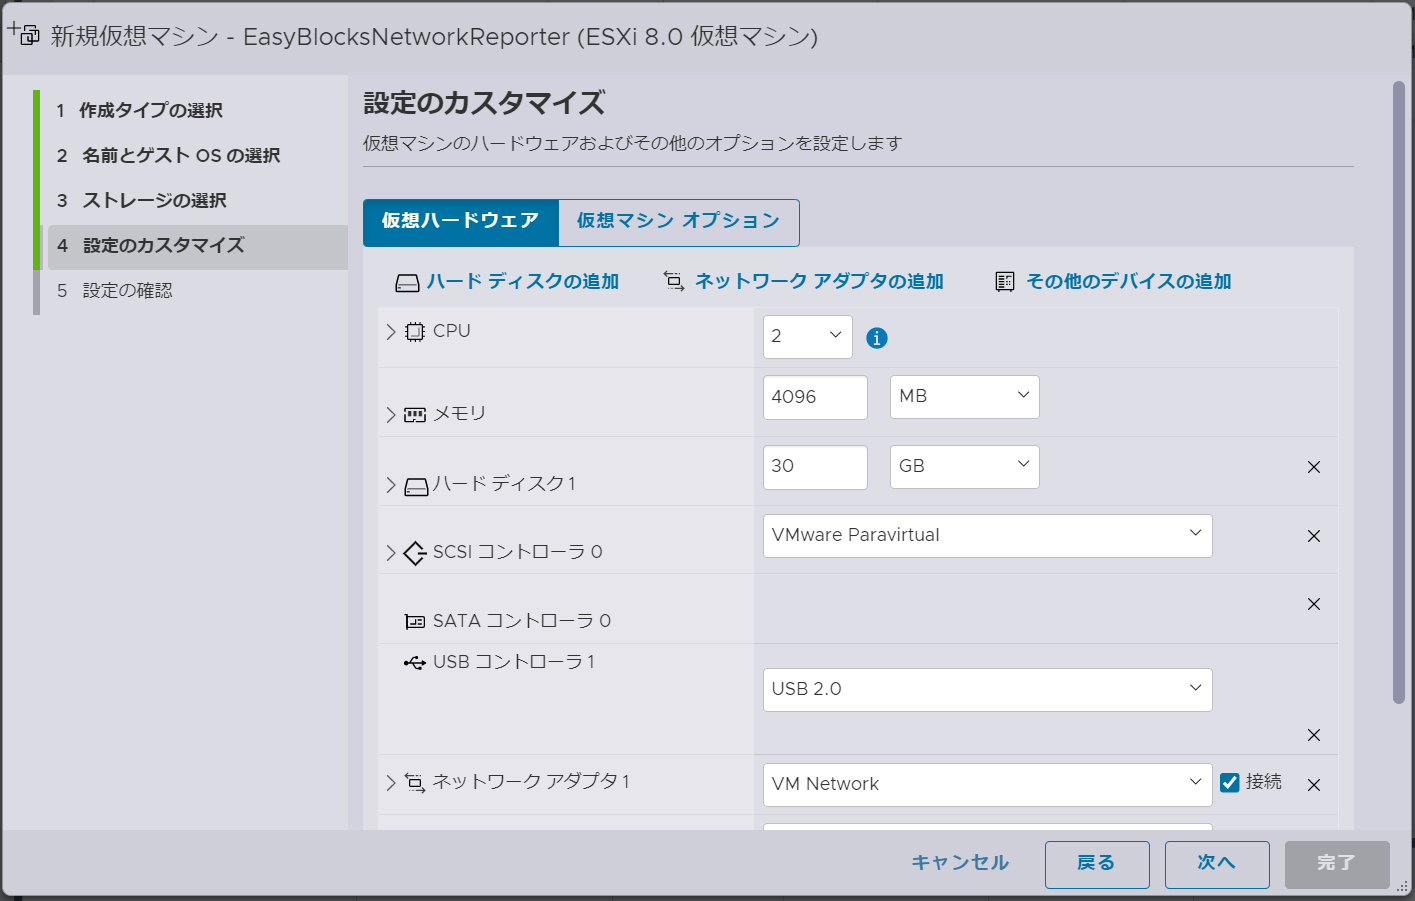 新規仮想マシン - EasyBlocksNetworkReporter (ESXi 8.0 仮想マシン)
1 作成タイプの選択
2 名前とゲスト OS の選択
3 ストレージの選択
4 設定のカスタマイズ
5 設定の確認
設定のカスタマイズ
仮想マシンのハードウェアおよびその他のオプションを設定します
仮想ハードウェア 仮想マシン オプション
ハード ディスクの追加 ネットワーク アダプタの追加 その他のデバイスの追加
CPU 2
メモリ 4096 MB
ハード ディスク 1 30 GB
SCSI コントローラ 0 VMware Paravirtual
SATA コントローラ 0
USB コントローラ 1
USB 2.0
ネットワーク アダプタ 1 VM Network 接続
キャンセル 戻る 次へ 完了